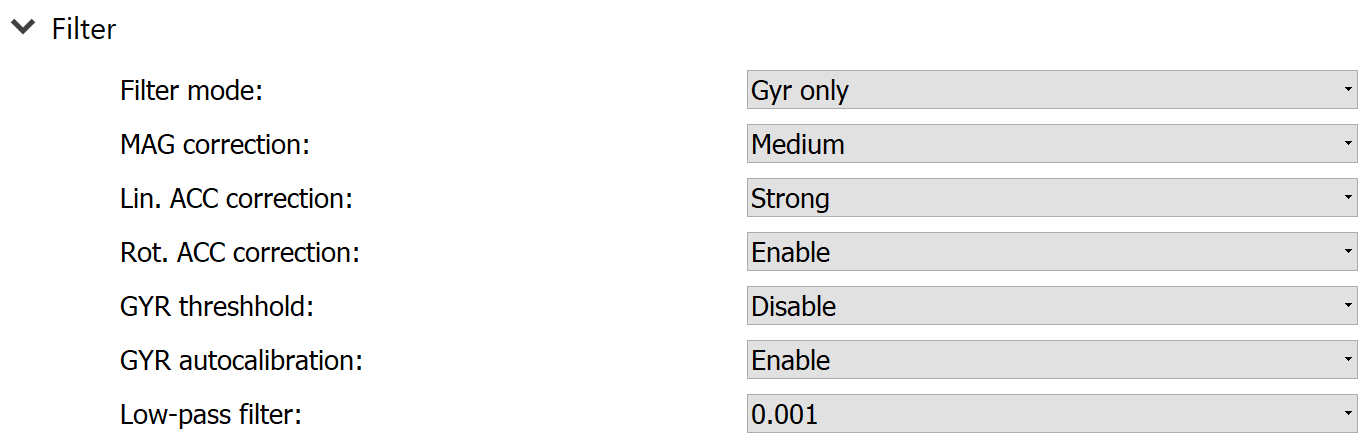 Filter
Filter mode: Gyr only
MAG correction: Medium
Lin. ACC correction: Strong
Rot. ACC correction: Enable
GYR threshhold: Disable
GYR autocalibration: Enable
Low-pass filter: 0.001